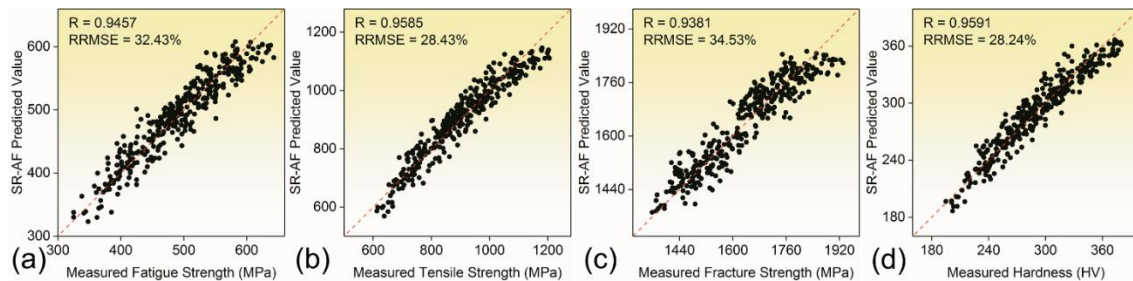 R = 0.9457
RRMSE = 32.43%
600
500
400
300
SR-AF Predicted Value
300 400 500 600
(a) Measured Fatigue Strength (MPa)
R = 0.9585
RRMSE = 28.43%
1200
1000
800
600
SR-AF Predicted Value
600 800 1000 1200
(b) Measured Tensile Strength (MPa)
R = 0.9381
RRMSE = 34.53%
1920
1760
1600
1440
SR-AF Predicted Value
1440 1600 1760 1920
(c) Measured Fracture Strength (MPa)
R = 0.9591
RRMSE = 28.24%
360
300
240
180
SR-AF Predicted Value
180 240 300 360
(d) Measured Hardness (HV)